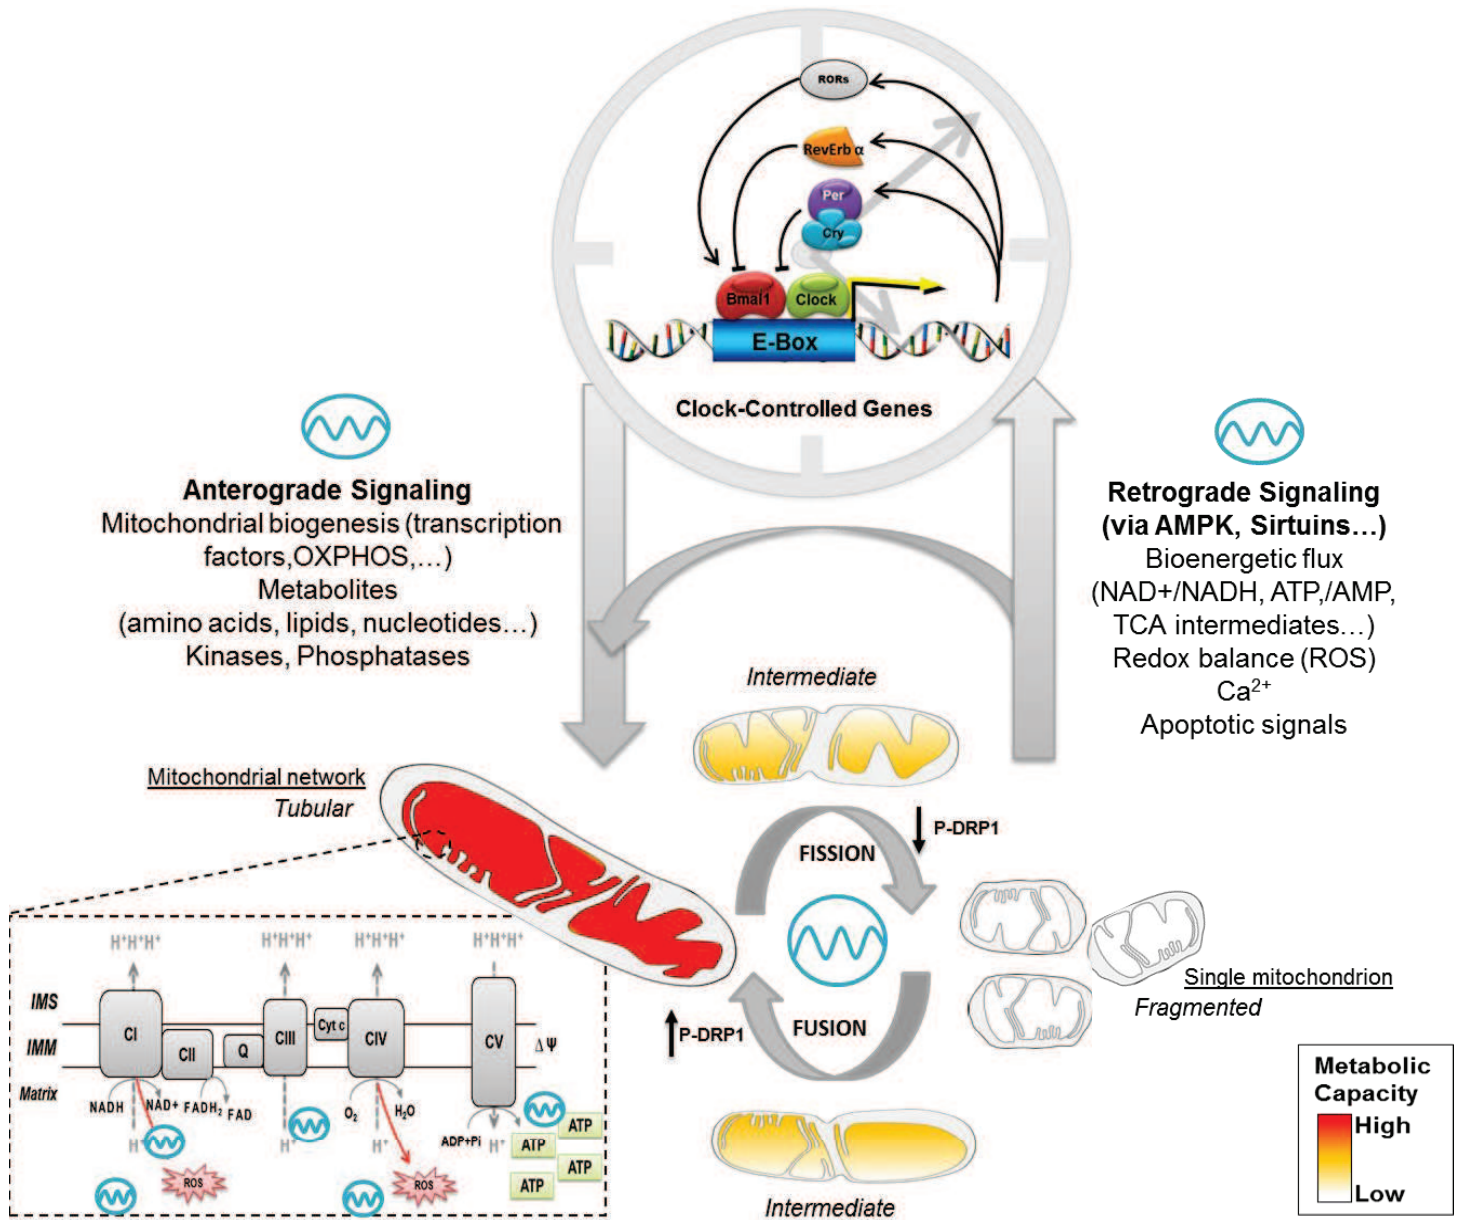 RORs
RevErb α
Per
Cry
Bmal1
Clock
E-Box
Clock-Controlled Genes
Anterograde Signaling
Mitochondrial biogenesis (transcription
factors,OXPHOS,...)
Metabolites
(amino acids, lipids, nucleotides...)
Kinases, Phosphatases
Retrograde Signaling
(via AMPK, Sirtuins...)
Bioenergetic flux
(NAD+/NADH, ATP,/AMP,
TCA intermediates...)
Redox balance (ROS)
Ca²⁺
Apoptotic signals
Intermediate
Mitochondrial network
Tubular
P-DRP1
FISSION
FUSION
P-DRP1
Single mitochondrion
Fragmented
Intermediate
H⁺H⁺H⁺
H⁺H⁺H⁺
H⁺H⁺H⁺
H⁺H⁺H⁺
IMS
IMM
Matrix
CI
CII
Q
CIII
Cyt c
CIV
CV
Δ Ψ
NADH
NAD+
FADH₂
FAD
O₂
H₂O
ADP+Pi
H⁺
H⁺
H⁺
H⁺
ROS
ROS
ATP
ATP
ATP
ATP
Metabolic
Capacity
High
Low